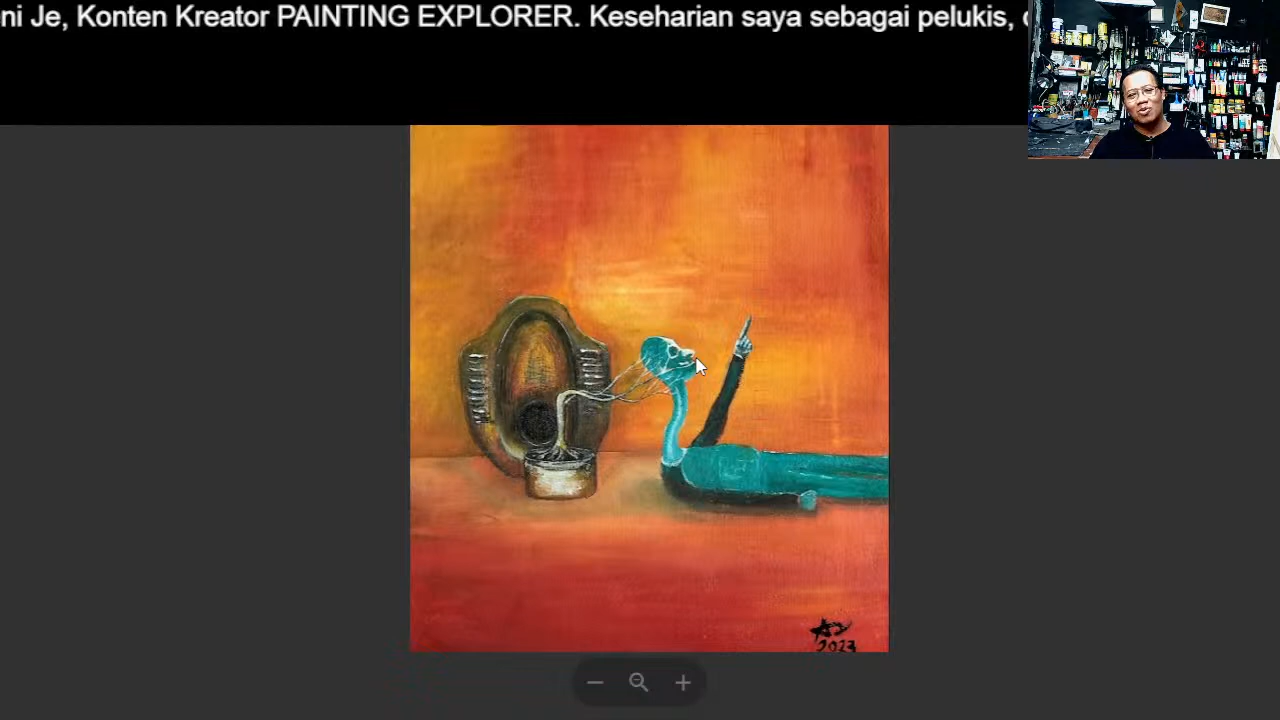 ni Je, Konten Kreator PAINTING EXPLORER. Keseharian saya sebagai pelukis,
2023